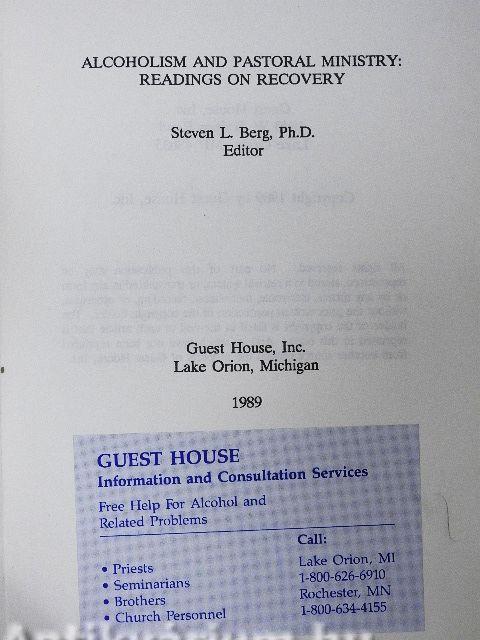 ALCOHOLISM AND PASTORAL MINISTRY:
READINGS ON RECOVERY
Steven L. Berg, Ph.D.
Editor
Guest House, Inc.
Lake Orion, Michigan
1989
GUEST HOUSE
Information and Consultation Services
Free Help For Alcohol and
Related Problems
Call:
• Priests
• Seminarians
• Brothers
• Church Personnel
Lake Orion, MI
1-800-626-6910
Rochester, MN
1-800-634-4155